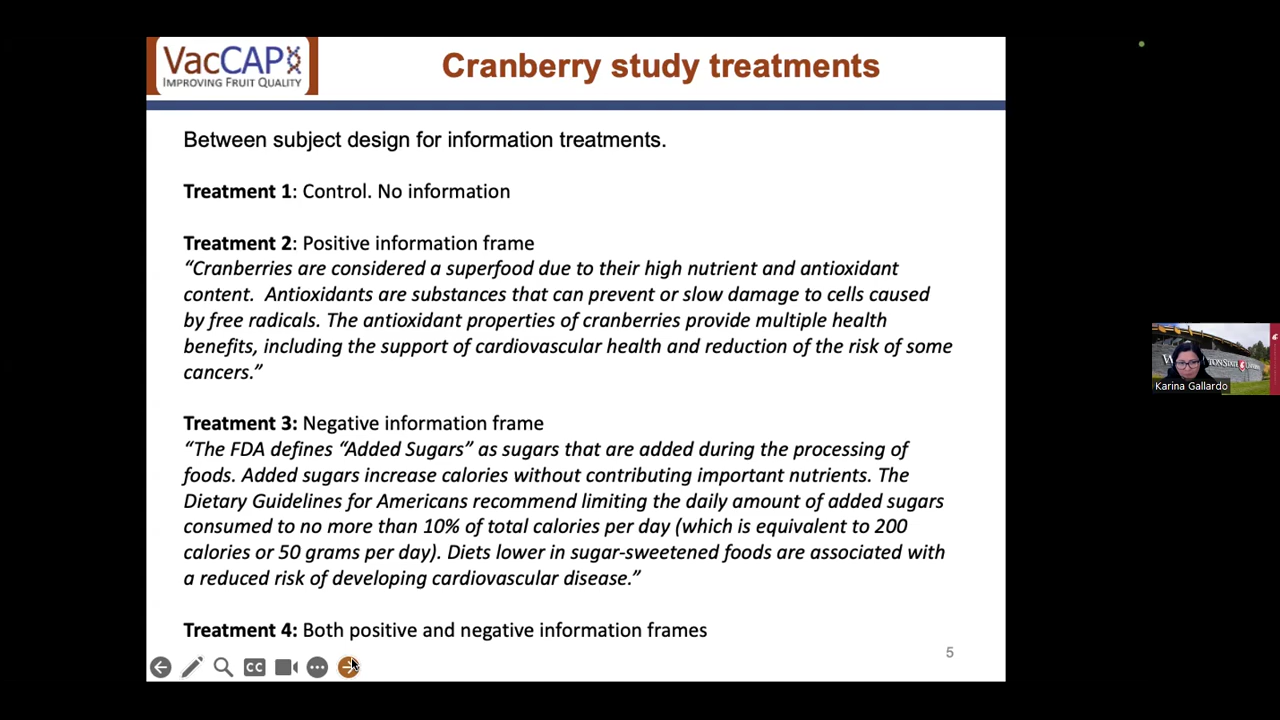 VacCAP
IMPROVING FRUIT QUALITY
Cranberry study treatments
Between subject design for information treatments.
Treatment 1: Control. No information
Treatment 2: Positive information frame
“Cranberries are considered a superfood due to their high nutrient and antioxidant
content.  Antioxidants are substances that can prevent or slow damage to cells caused
by free radicals. The antioxidant properties of cranberries provide multiple health
benefits, including the support of cardiovascular health and reduction of the risk of some
cancers.”
Treatment 3: Negative information frame
“The FDA defines “Added Sugars” as sugars that are added during the processing of
foods. Added sugars increase calories without contributing important nutrients. The
Dietary Guidelines for Americans recommend limiting the daily amount of added sugars
consumed to no more than 10% of total calories per day (which is equivalent to 200
calories or 50 grams per day). Diets lower in sugar-sweetened foods are associated with
a reduced risk of developing cardiovascular disease.”
Treatment 4: Both positive and negative information frames
5
CC
Karina Gallardo